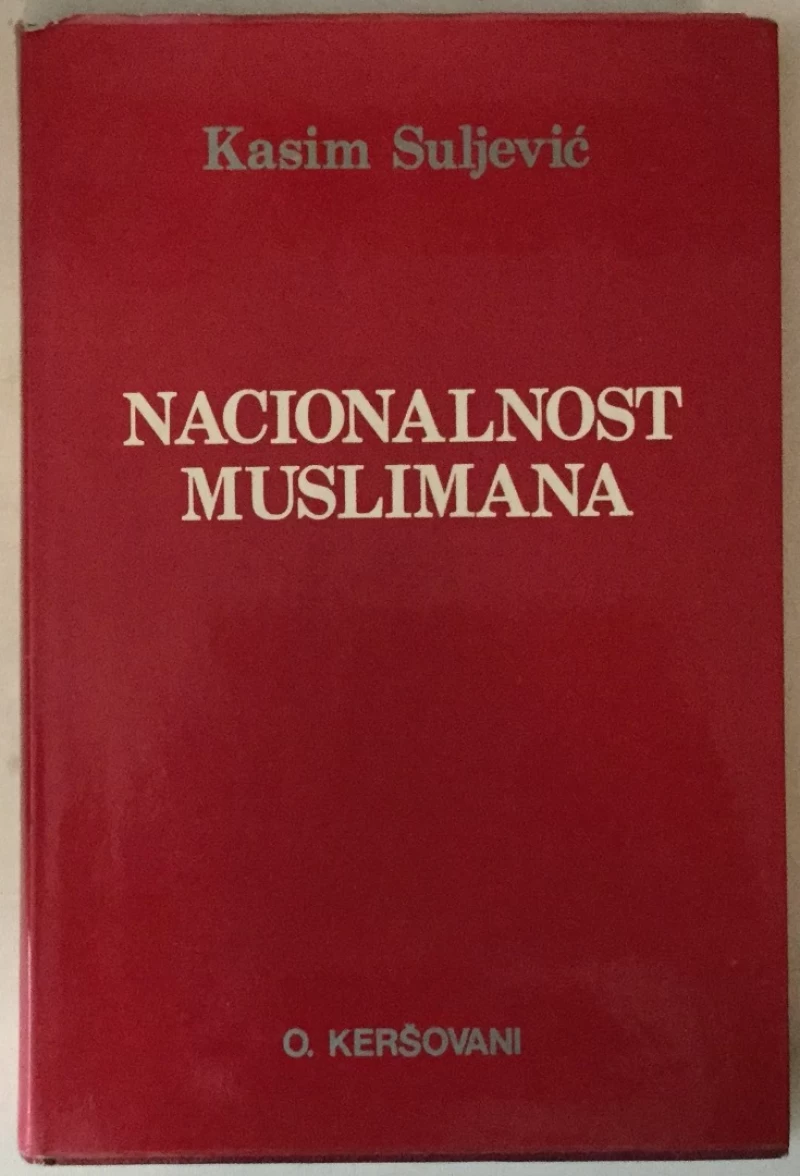 Kasim Suljević
NACIONALNOST
MUSLIMANA
O. KERŠOVANI